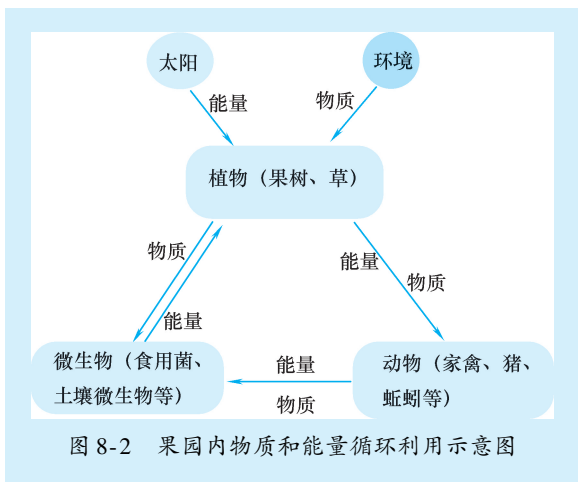 太阳
环境
能量
物质
植物（果树、草）
物质
能量
能量
物质
微生物（食用菌、
土壤微生物等）
能量
物质
动物（家禽、猪、
蚯蚓等）
图 8-2 果园内物质和能量循环利用示意图